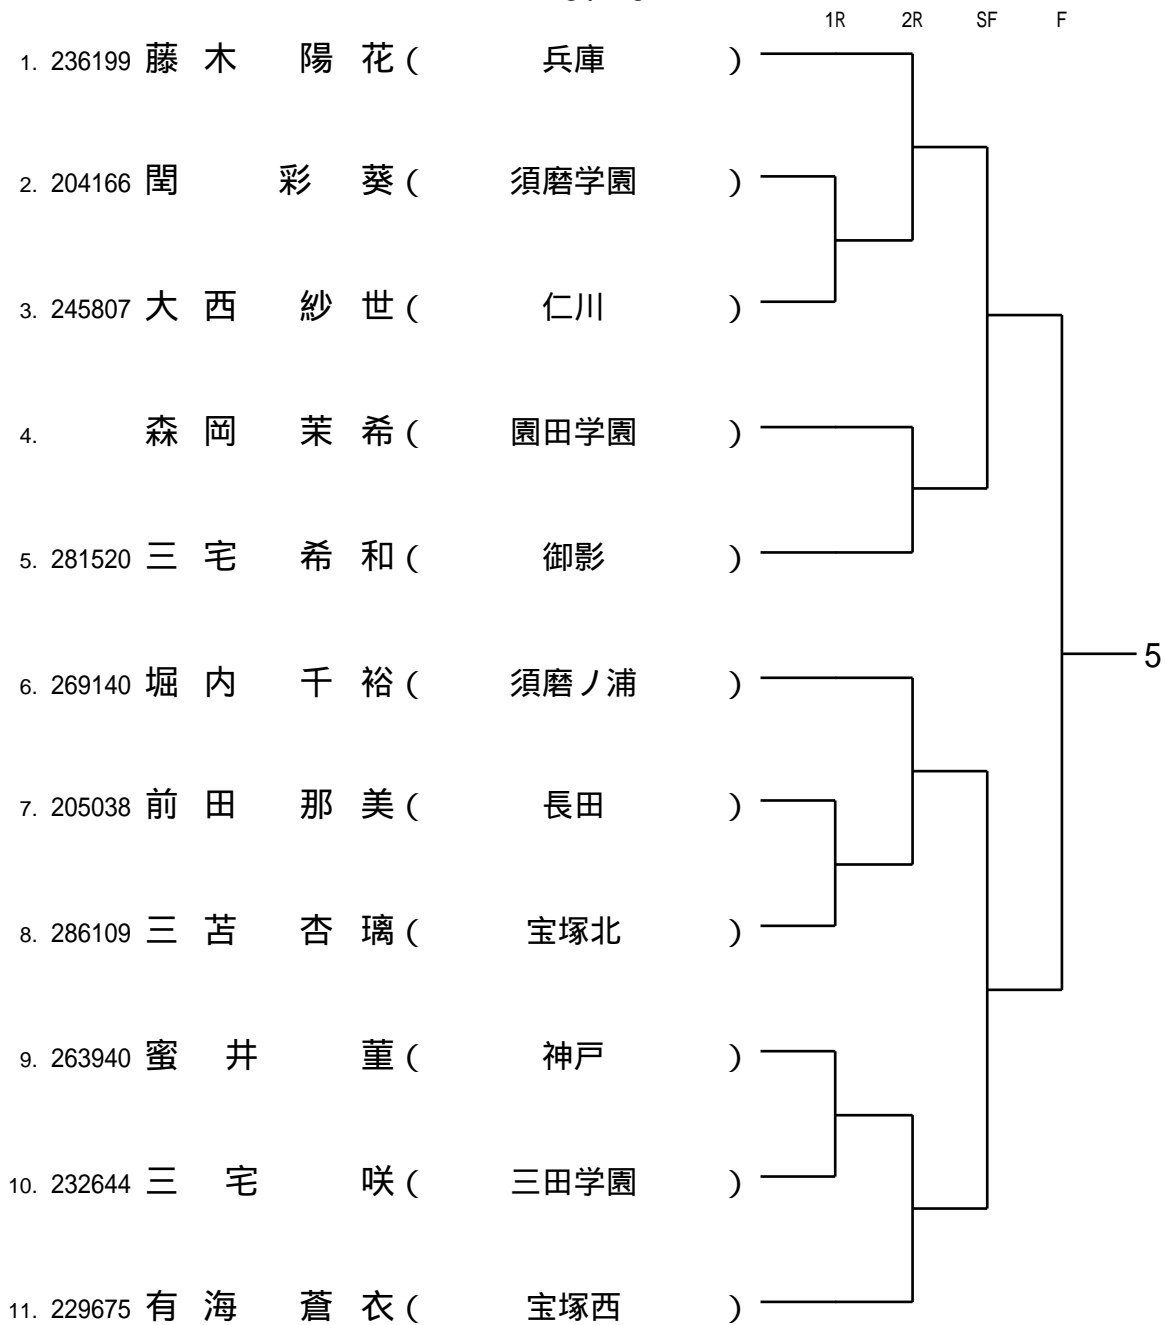 1R 2R SF F
1. 236199 藤木 陽花 ( 兵庫 )
2. 204166 閏 彩葵 ( 須磨学園 )
3. 245807 大西 紗世 ( 仁川 )
4. 森岡 茉希 ( 園田学園 )
5. 281520 三宅 希和 ( 御影 )
5
6. 269140 堀内 千裕 ( 須磨ノ浦 )
7. 205038 前田 那美 ( 長田 )
8. 286109 三苫 杏璃 ( 宝塚北 )
9. 263940 蜜井 菫 ( 神戸 )
10. 232644 三宅 咲 ( 三田学園 )
11. 229675 有海 蒼衣 ( 宝塚西 )